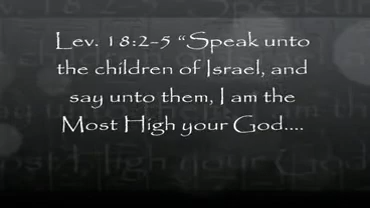 Lev. 18:2-5 “Speak unto
the children of Israel, and
say unto them, I am the
Most High your God....